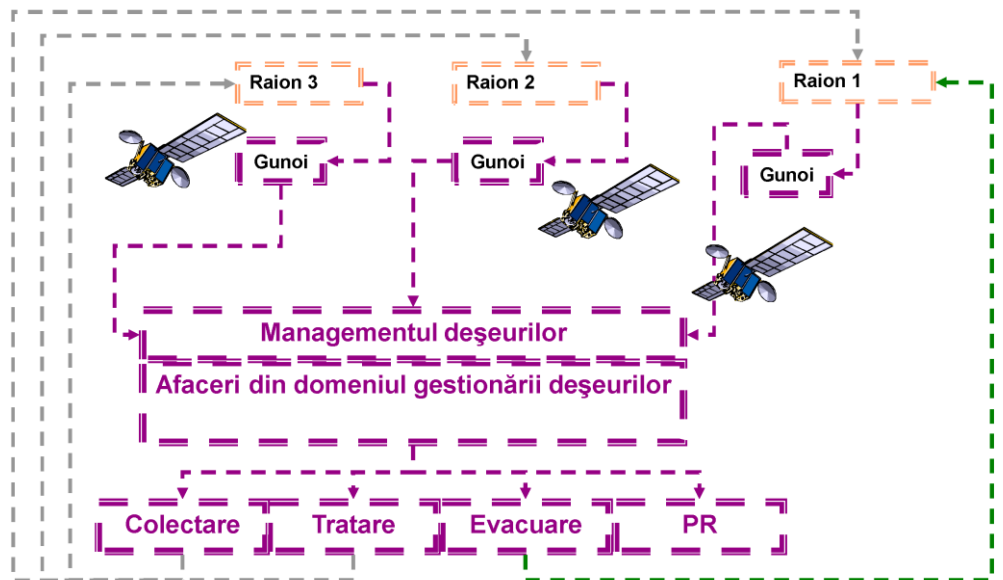 Raion 3
Raion 2
Raion 1
Gunoi
Gunoi
Gunoi
Managementul deşeurilor
Afaceri din domeniul gestionării deşeurilor
Colectare
Tratare
Evacuare
PR